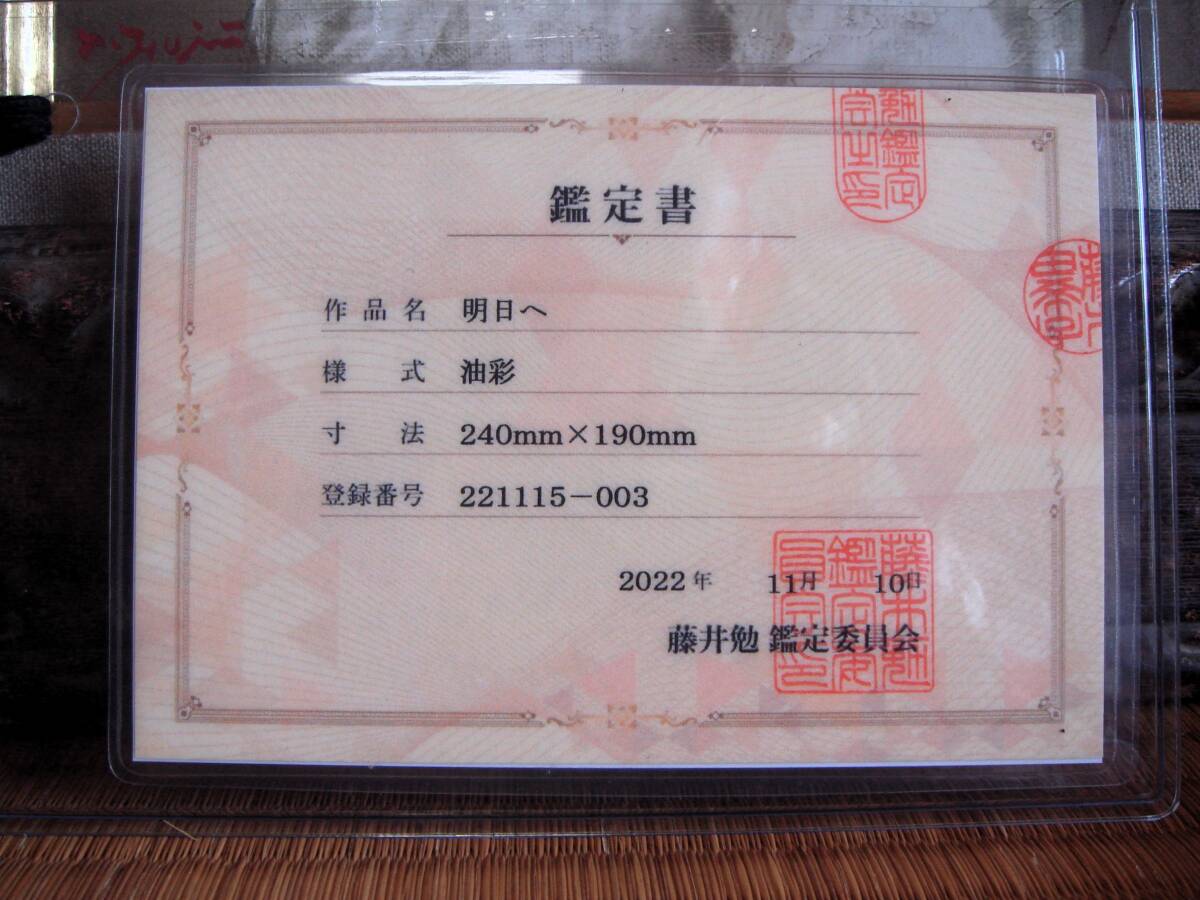 鑑定書
作品名 明日へ
様式 油彩
寸法 240mm×190mm
登録番号 221115-003
2022年 11月 10日
藤井勉 鑑定委員会